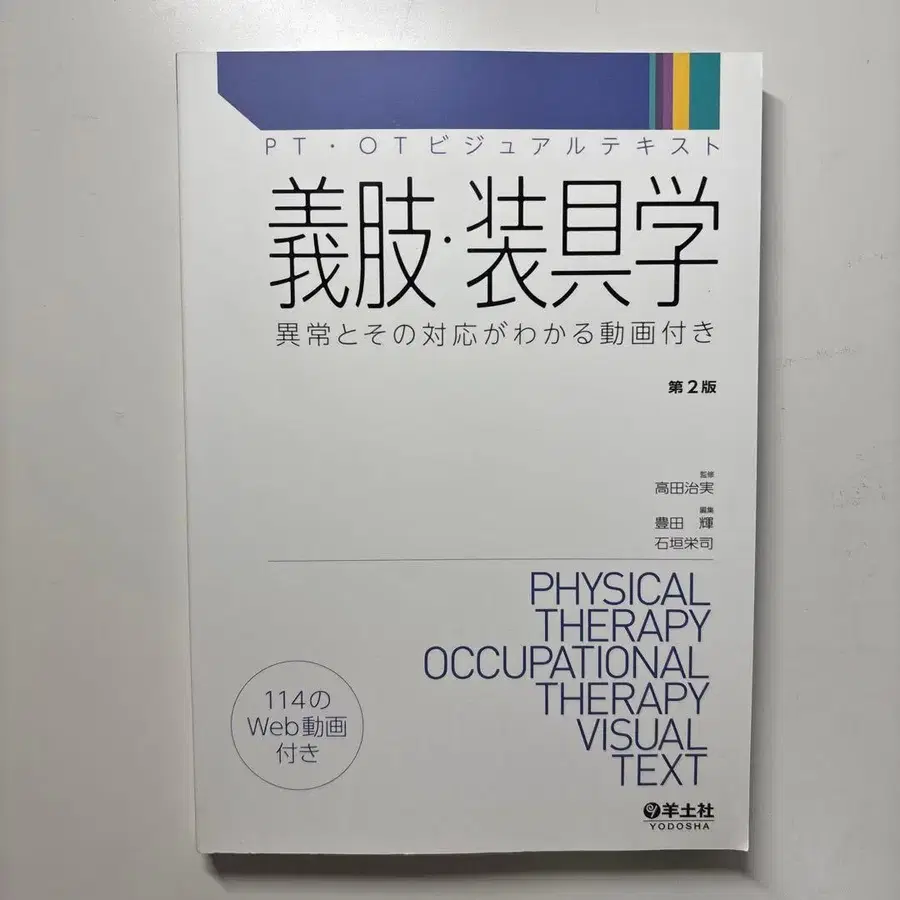 PT・OTビジュアルテキスト
義肢・装具学
異常とその対応がわかる動画付き
第2版
監修
高田治実
編集
豊田 輝
石垣栄司
PHYSICAL
THERAPY
OCCUPATIONAL
THERAPY
VISUAL
TEXT
114の
Web動画
付き
羊土社
YODOSHA